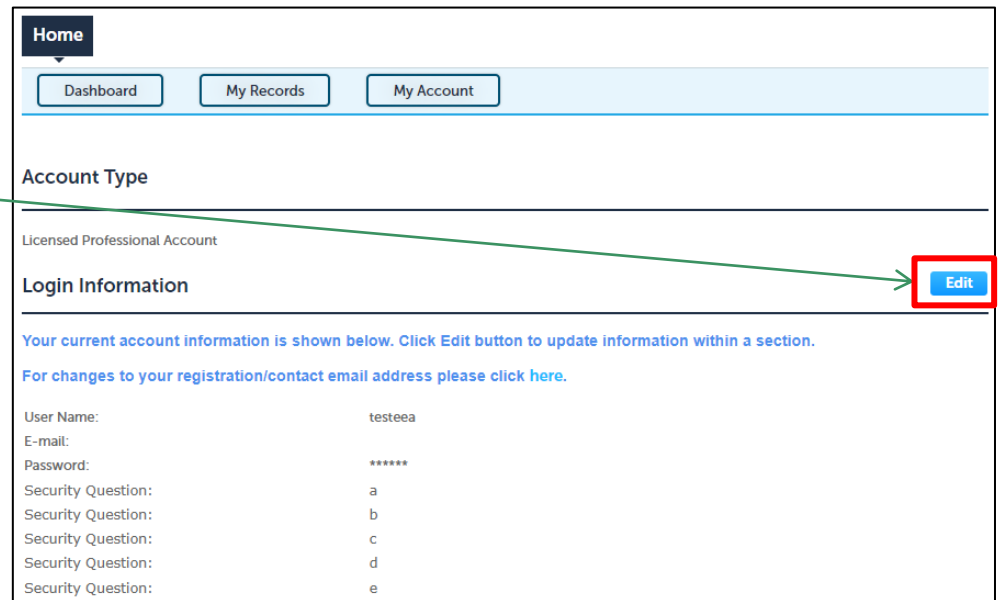 Home
Dashboard My Records My Account
Account Type
Licensed Professional Account
Login Information Edit
Your current account information is shown below. Click Edit button to update information within a section.
For changes to your registration/contact email address please click here.
User Name: testeea
E-mail:
Password: ******
Security Question: a
Security Question: b
Security Question: c
Security Question: d
Security Question: e